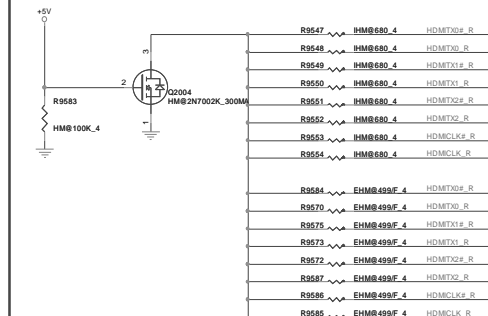 +5V
R9547 IHM@680_4 HDMITX0#_R
R9548 IHM@680_4 HDMITX0_R
3
R9549 IHM@680_4 HDMITX1#_R
2
R9550 IHM@680_4 HDMITX1_R
Q2004
R9583
HM@2N7002K_300MA
R9551 IHM@680_4 HDMITX2#_R
R9552 IHM@680_4 HDMITX2_R
1
HM@100K_4
R9553 IHM@680_4 HDMICLK#_R
R9554 IHM@680_4 HDMICLK_R
R9584 EHM@499/F_4 HDMITX0#_R
R9570 EHM@499/F_4 HDMITX0_R
R9575 EHM@499/F_4 HDMITX1#_R
R9573 EHM@499/F_4 HDMITX1_R
R9572 EHM@499/F_4 HDMITX2#_R
R9587 EHM@499/F_4 HDMITX2_R
R9586 EHM@499/F_4 HDMICLK#_R
R9585 EHM@499/F_4 HDMICLK_R